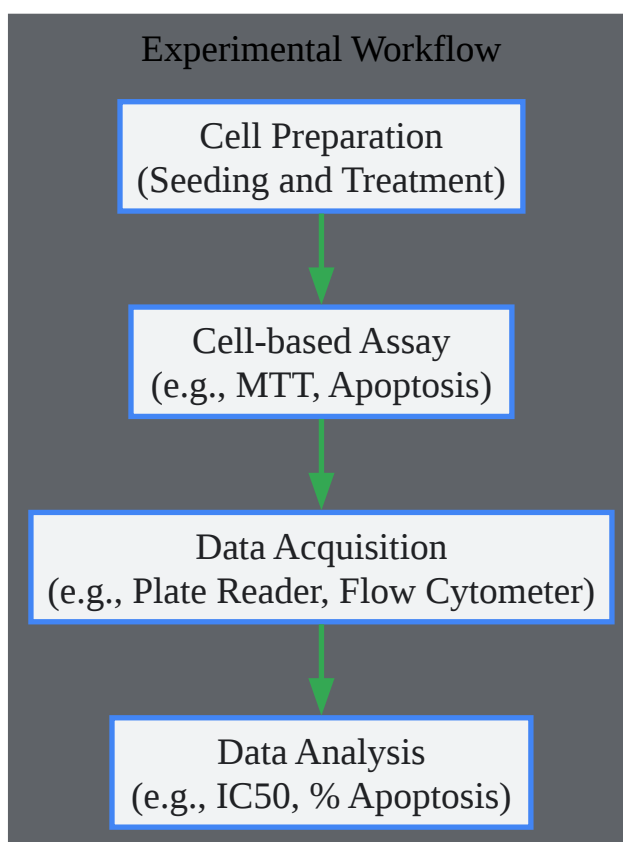 Experimental Workflow
Cell Preparation
(Seeding and Treatment)
Cell-based Assay
(e.g., MTT, Apoptosis)
Data Acquisition
(e.g., Plate Reader, Flow Cytometer)
Data Analysis
(e.g., IC50, % Apoptosis)